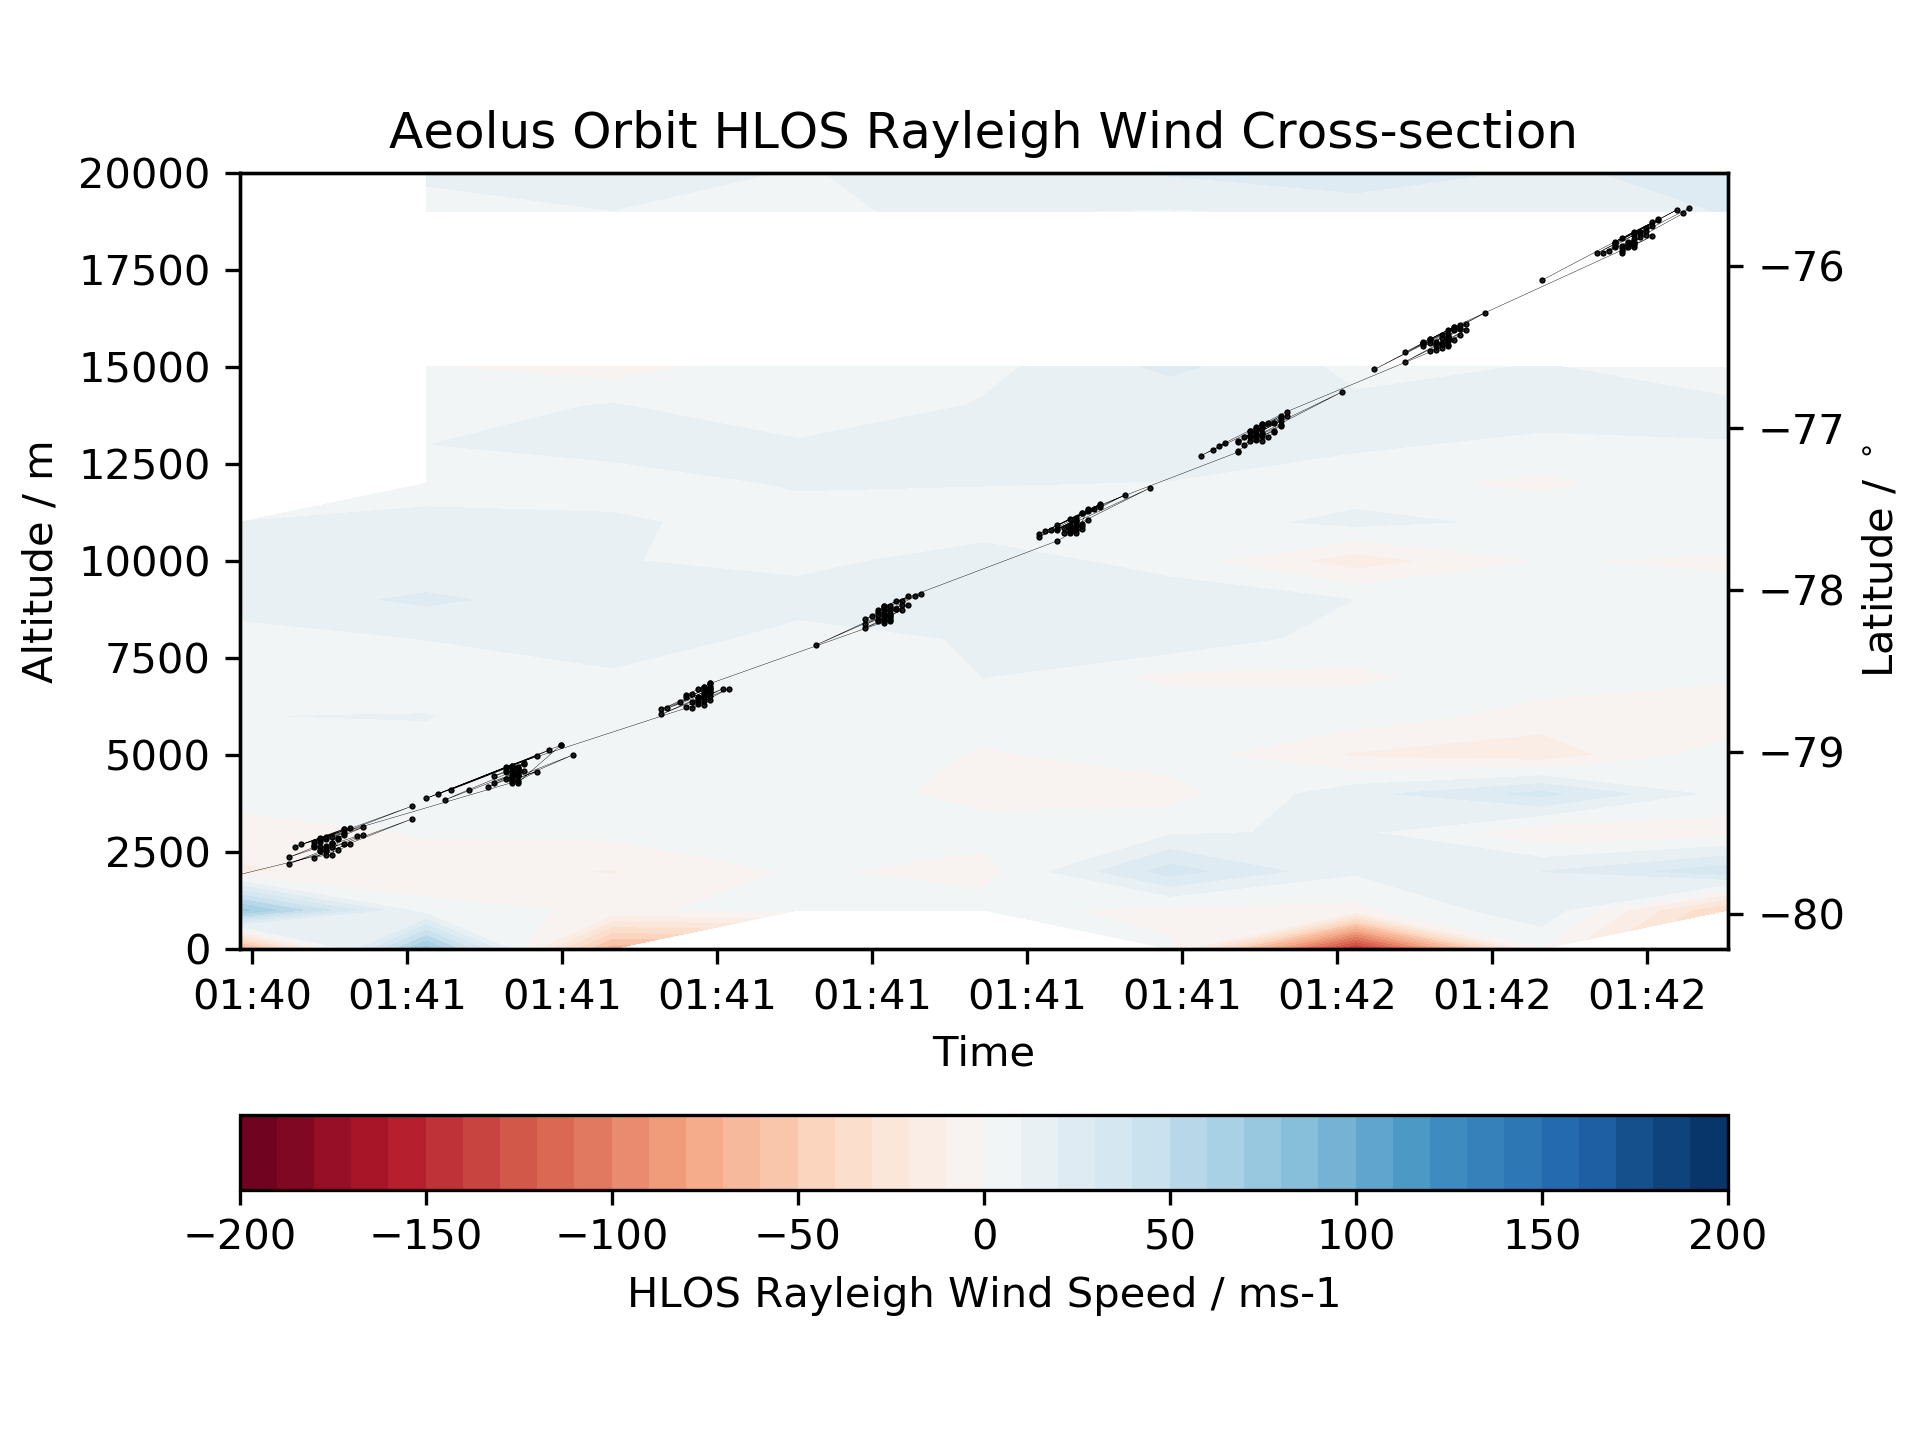 Aeolus Orbit HLOS Rayleigh Wind Cross-section
20000
17500
15000
12500
10000
7500
5000
2500
0
Altitude / m
−76
−77
−78
−79
−80
Latitude / °
01:40 01:41 01:41 01:41 01:41 01:41 01:41 01:42 01:42 01:42
Time
−200 −150 −100 −50 0 50 100 150 200
HLOS Rayleigh Wind Speed / ms-1